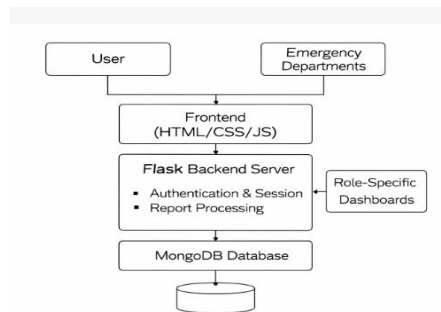 User
Emergency
Departments
Frontend
(HTML/CSS/JS)
Flask Backend Server
▪ Authentication & Session
▪ Report Processing
Role-Specific
Dashboards
MongoDB Database